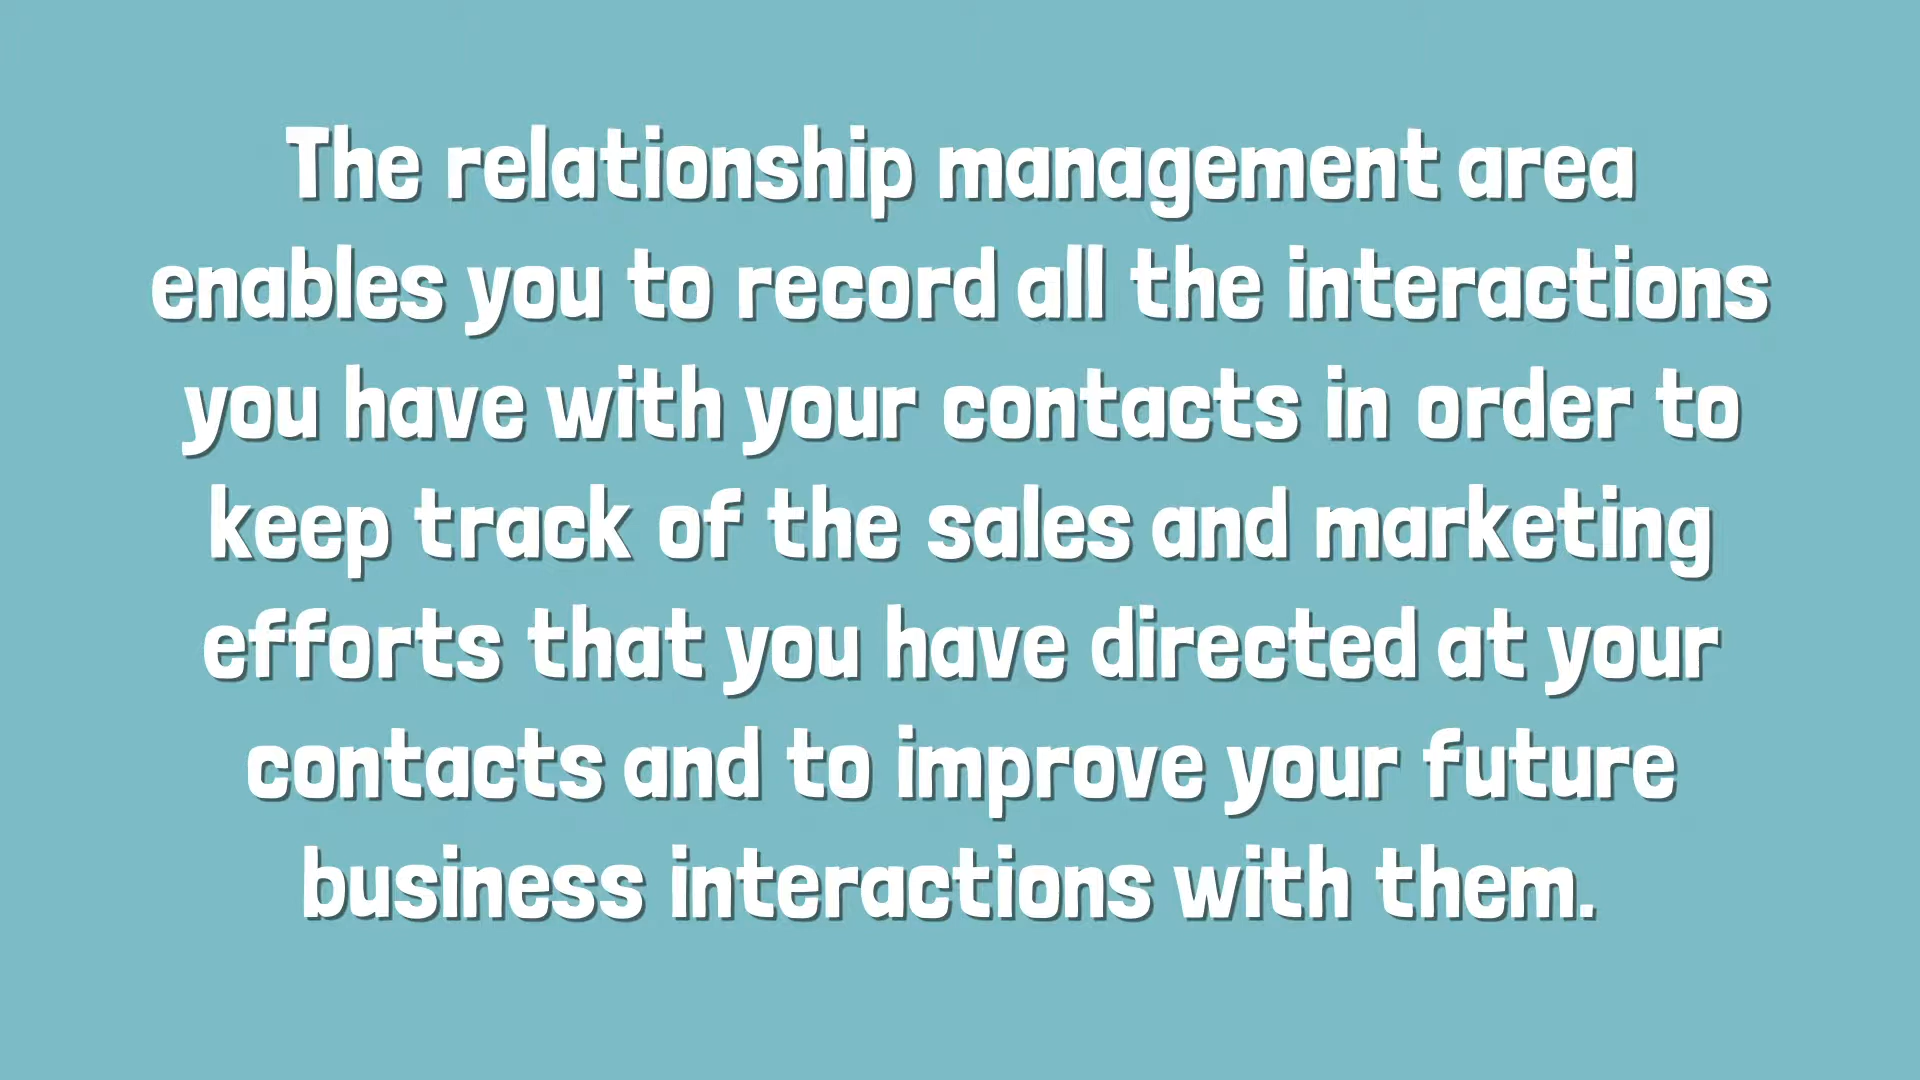 The relationship management area
enables you to record all the interactions
you have with your contacts in order to
keep track of the sales and marketing
efforts that you have directed at your
contacts and to improve your future
business interactions with them.